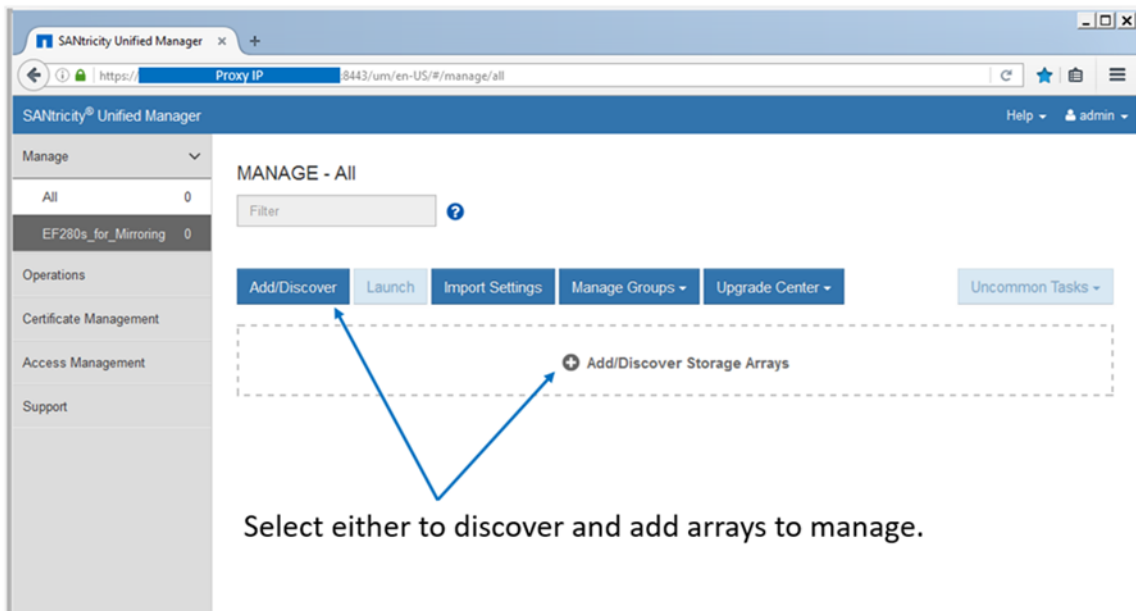 SANtricity Unified Manager × +
https:// Proxy IP :8443/um/en-US/#/manage/all
SANtricity® Unified Manager Help admin
Manage
All 0
EF280s_for_Mirroring 0
Operations
Certificate Management
Access Management
Support
MANAGE - All
Filter ?
Add/Discover Launch Import Settings Manage Groups Upgrade Center Uncommon Tasks
Add/Discover Storage Arrays
Select either to discover and add arrays to manage.